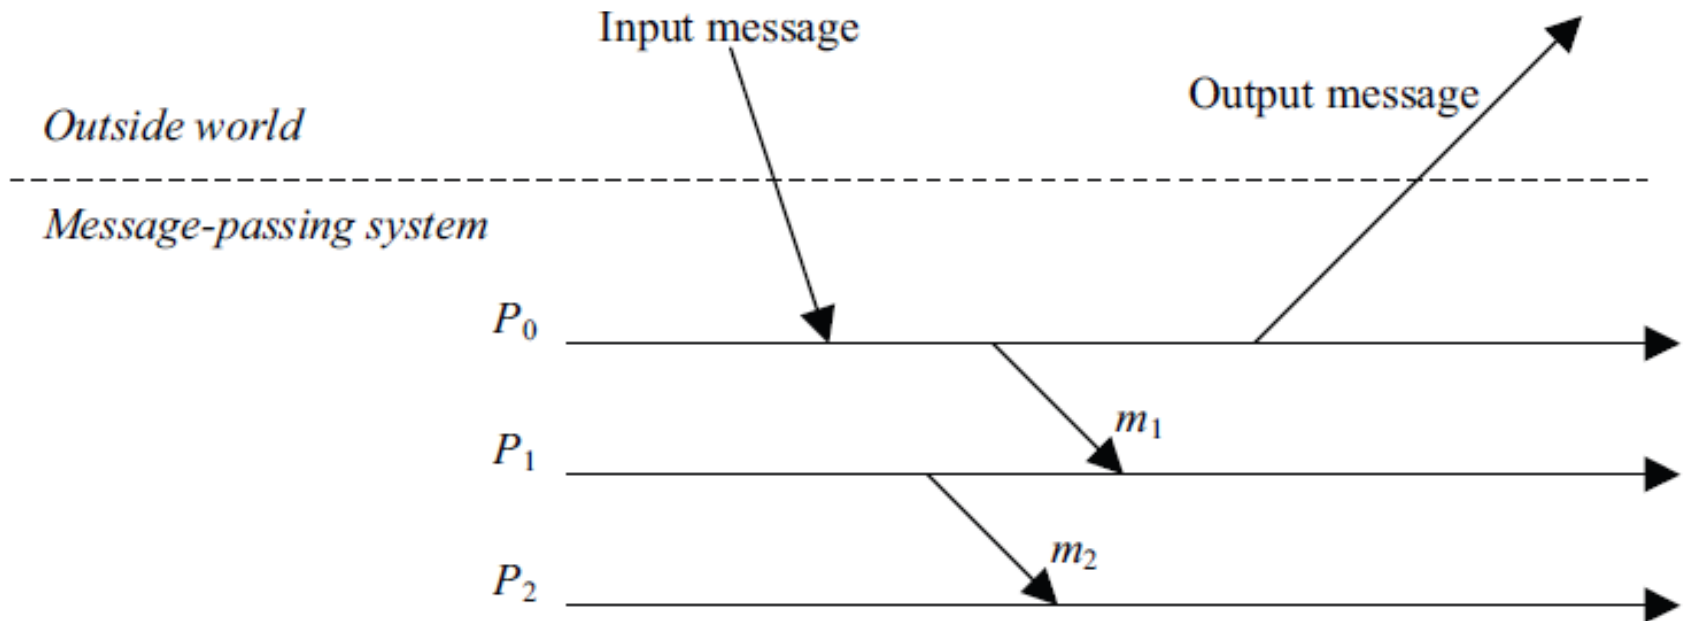 Input message
Output message
Outside world
Message-passing system
P₀
m₁
P₁
m₂
P₂